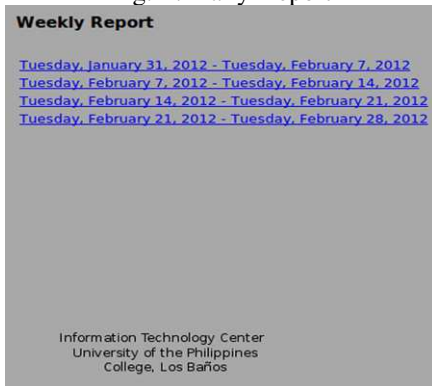 Weekly Report
Tuesday, January 31, 2012 - Tuesday, February 7, 2012
Tuesday, February 7, 2012 - Tuesday, February 14, 2012
Tuesday, February 14, 2012 - Tuesday, February 21, 2012
Tuesday, February 21, 2012 - Tuesday, February 28, 2012
Information Technology Center
University of the Philippines
College, Los Baños